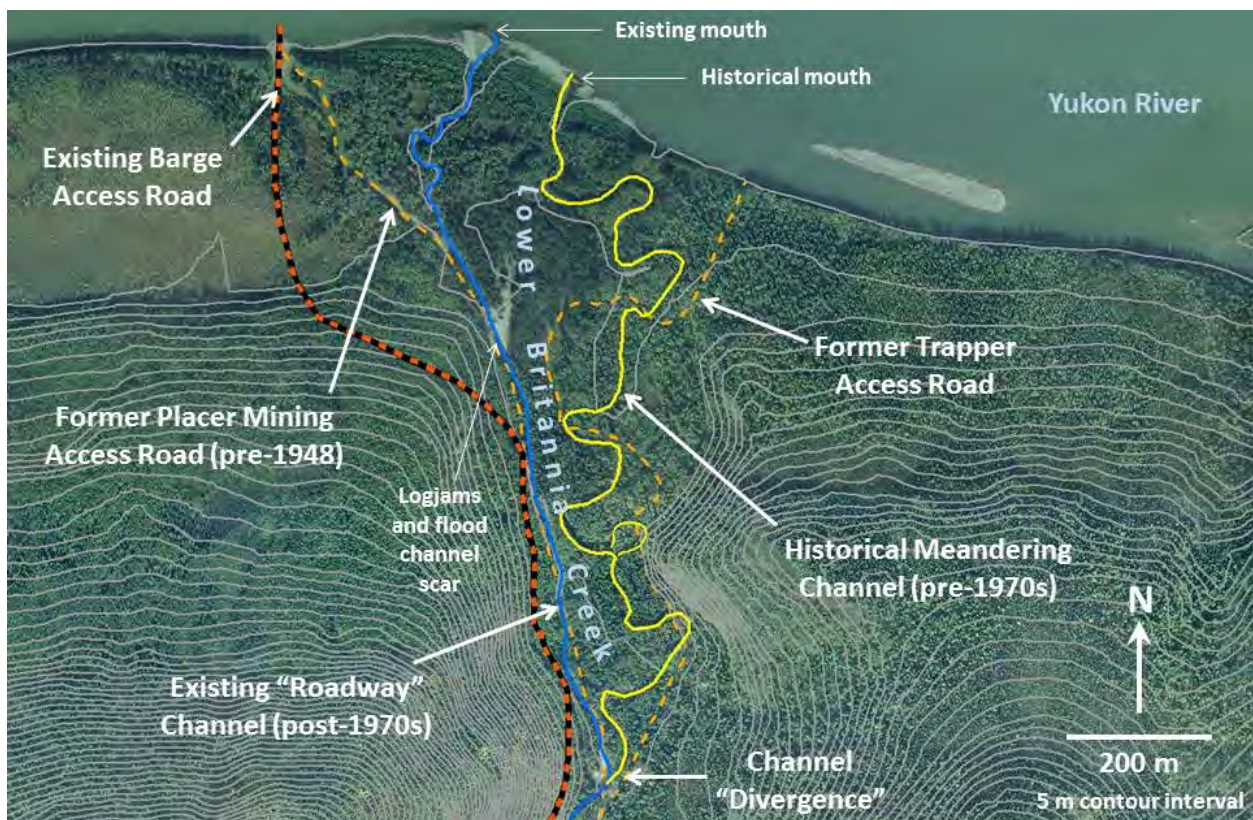 Existing mouth
Historical mouth
Yukon River
Existing Barge
Access Road
Lower
Britannia
Creek
Former Trapper
Access Road
Former Placer Mining
Access Road (pre-1948)
Logjams
and flood
channel
scar
Historical Meandering
Channel (pre-1970s)
N
Existing “Roadway”
Channel (post-1970s)
Channel
“Divergence”
200 m
5 m contour interval